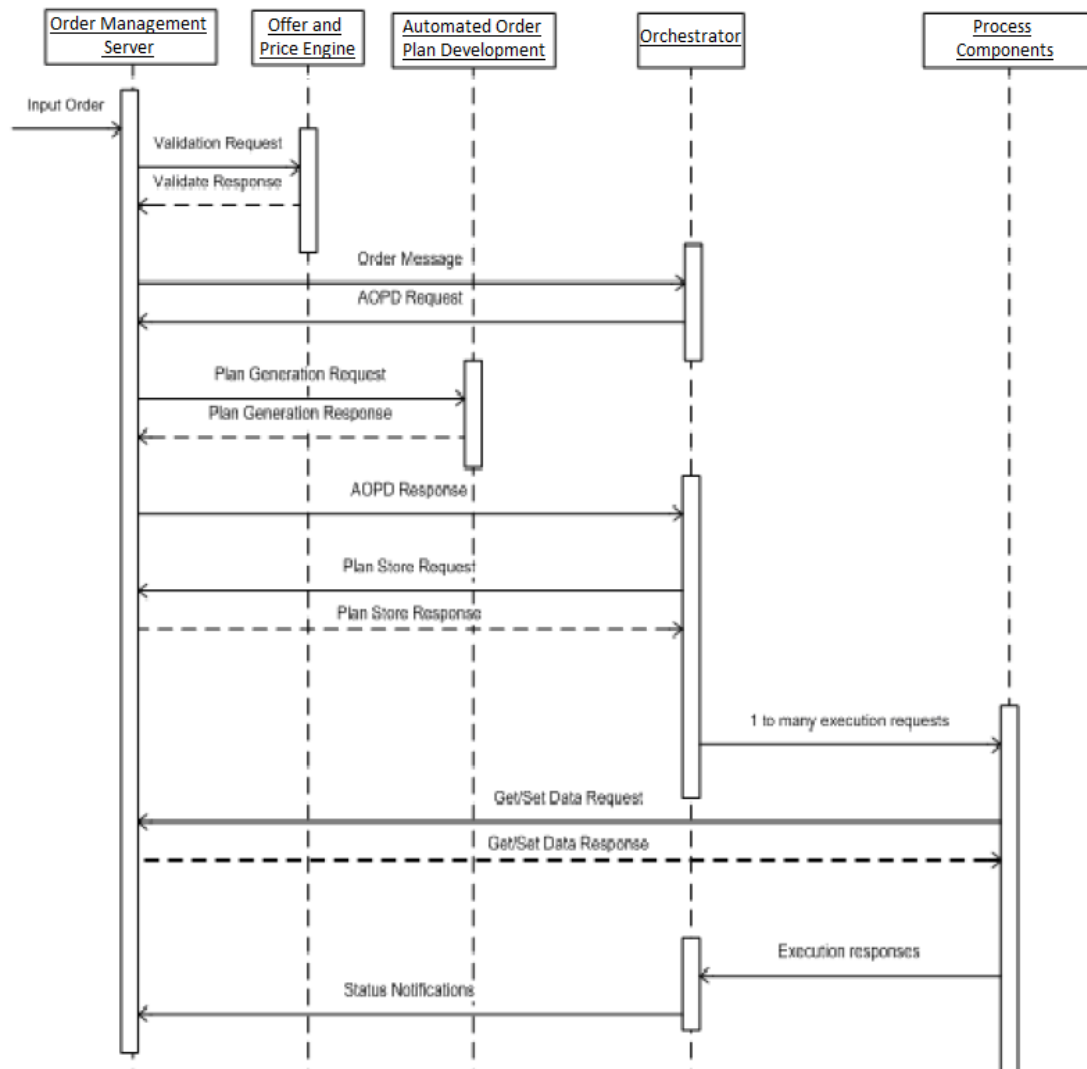 Order Management
Server
Offer and
Price Engine
Automated Order
Plan Development
Orchestrator
Process
Components
Input Order
Validation Request
Validate Response
Order Message
AOPD Request
Plan Generation Request
Plan Generation Response
AOPD Response
Plan Store Request
Plan Store Response
1 to many execution requests
Get/Set Data Request
Get/Set Data Response
Execution responses
Status Notifications